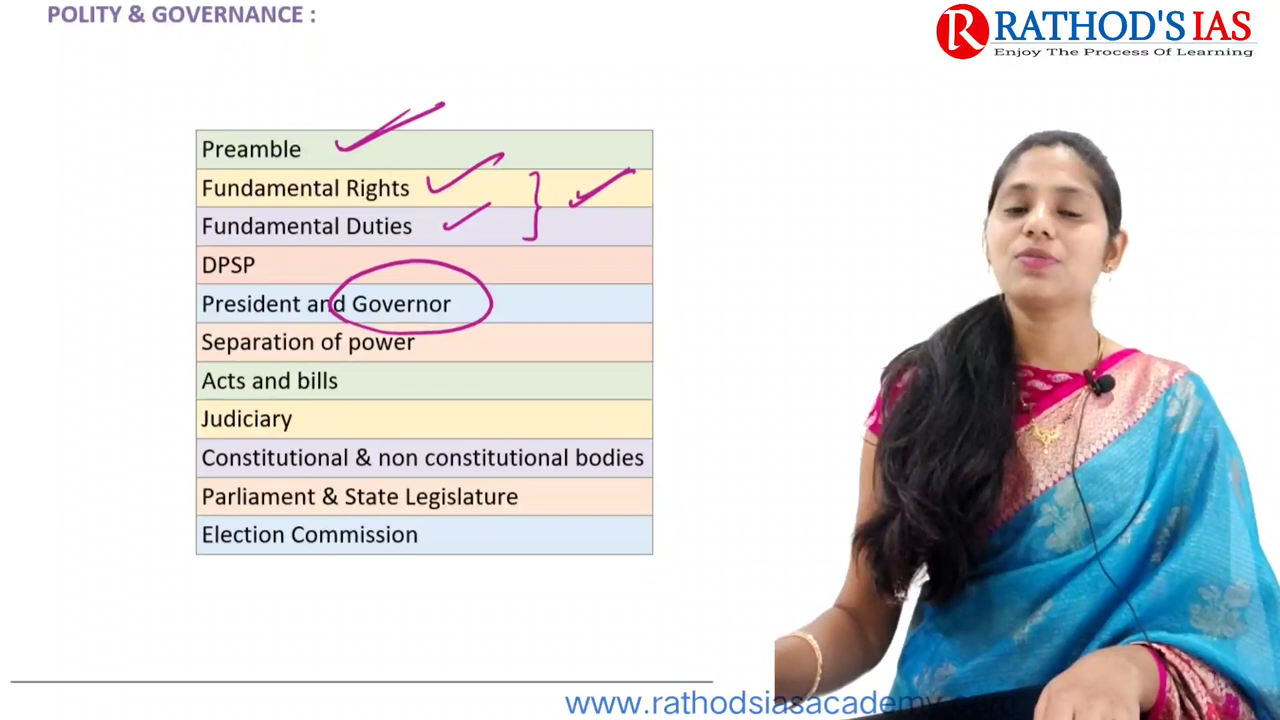 POLITY & GOVERNANCE :
RATHOD'S IAS
Enjoy The Process Of Learning
Preamble
Fundamental Rights
Fundamental Duties
DPSP
President and Governor
Separation of power
Acts and bills
Judiciary
Constitutional & non constitutional bodies
Parliament & State Legislature
Election Commission
www.rathodsiasacademy